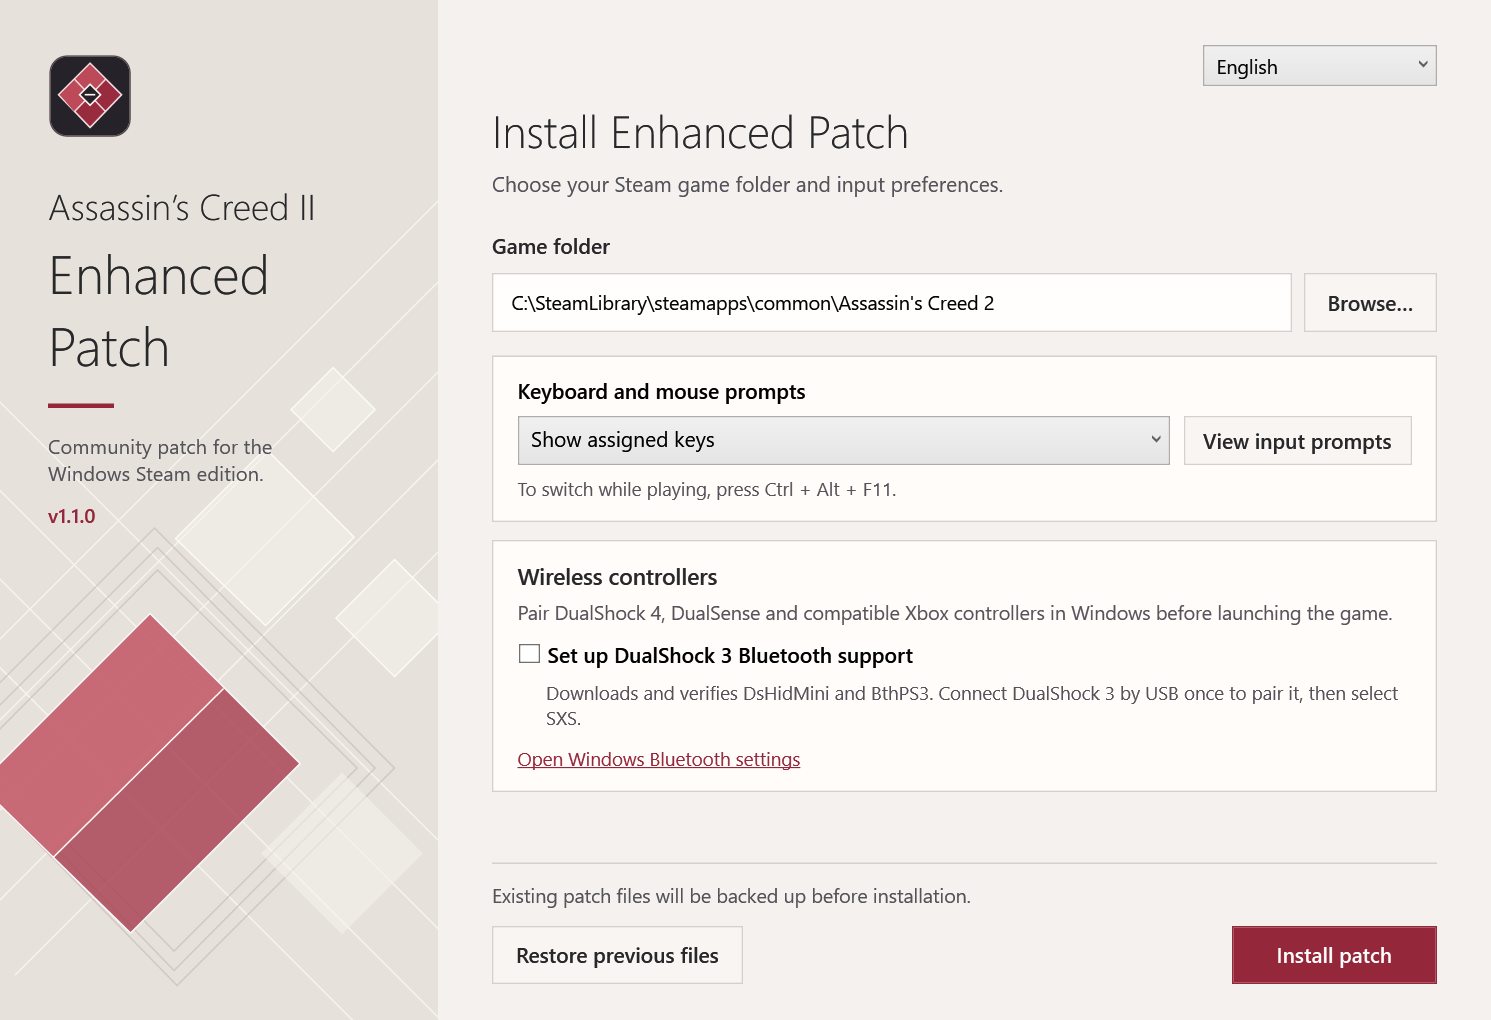 Assassin's Creed II
Enhanced
Patch
Community patch for the
Windows Steam edition.
v1.1.0
English
Install Enhanced Patch
Choose your Steam game folder and input preferences.
Game folder
C:\SteamLibrary\steamapps\common\Assassin's Creed 2
Browse...
Keyboard and mouse prompts
Show assigned keys
View input prompts
To switch while playing, press Ctrl + Alt + F11.
Wireless controllers
Pair DualShock 4, DualSense and compatible Xbox controllers in Windows before launching the game.
Set up DualShock 3 Bluetooth support
Downloads and verifies DsHidMini and BthPS3. Connect DualShock 3 by USB once to pair it, then select
SXS.
Open Windows Bluetooth settings
Existing patch files will be backed up before installation.
Restore previous files
Install patch